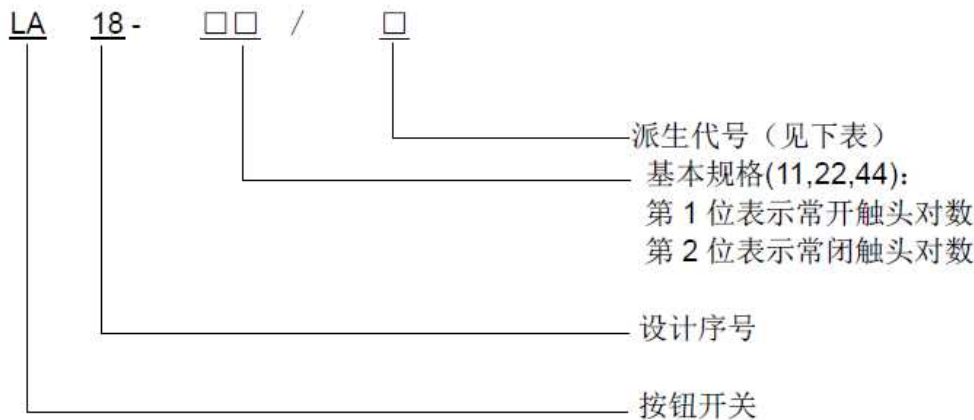 LA 18- □□ / □
派生代号（见下表）
基本规格(11,22,44)：
第 1 位表示常开触头对数
第 2 位表示常闭触头对数
设计序号
按钮开关